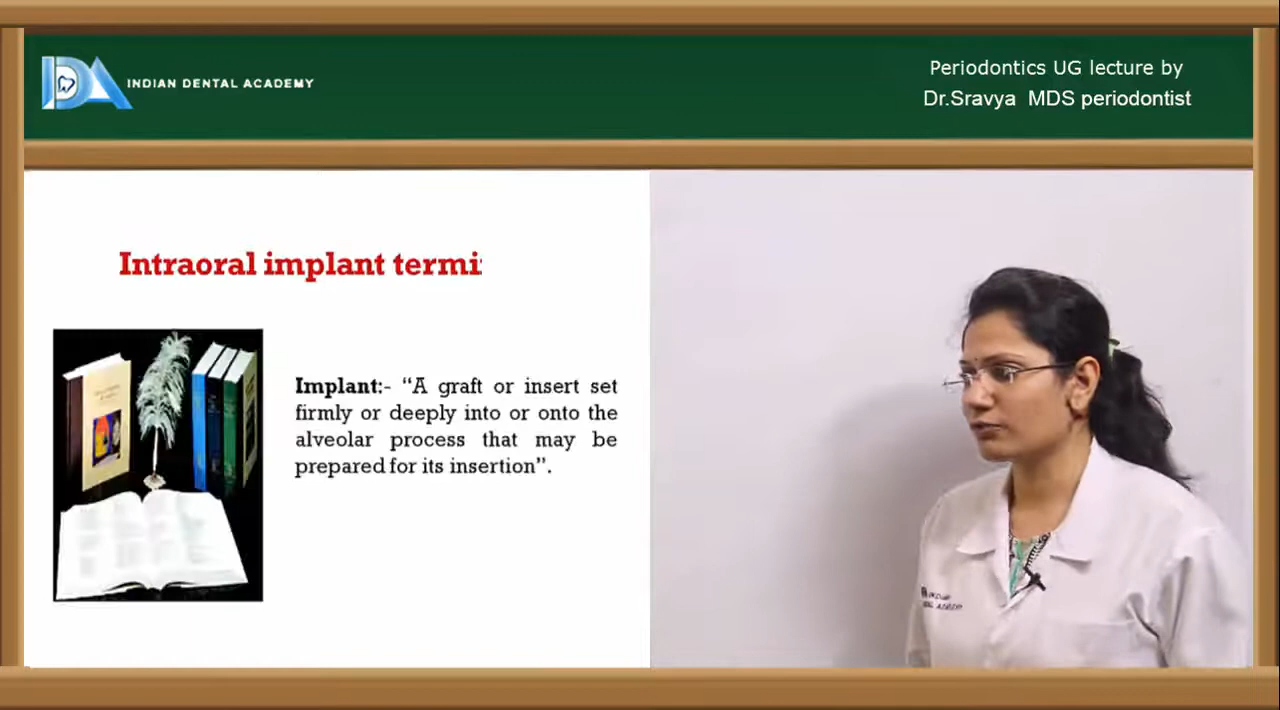 INDIAN DENTAL ACADEMY
Periodontics UG lecture by
Dr.Sravya MDS periodontist
Intraoral implant termi
Implant:- “A graft or insert set
firmly or deeply into or onto the
alveolar process that may be
prepared for its insertion”.